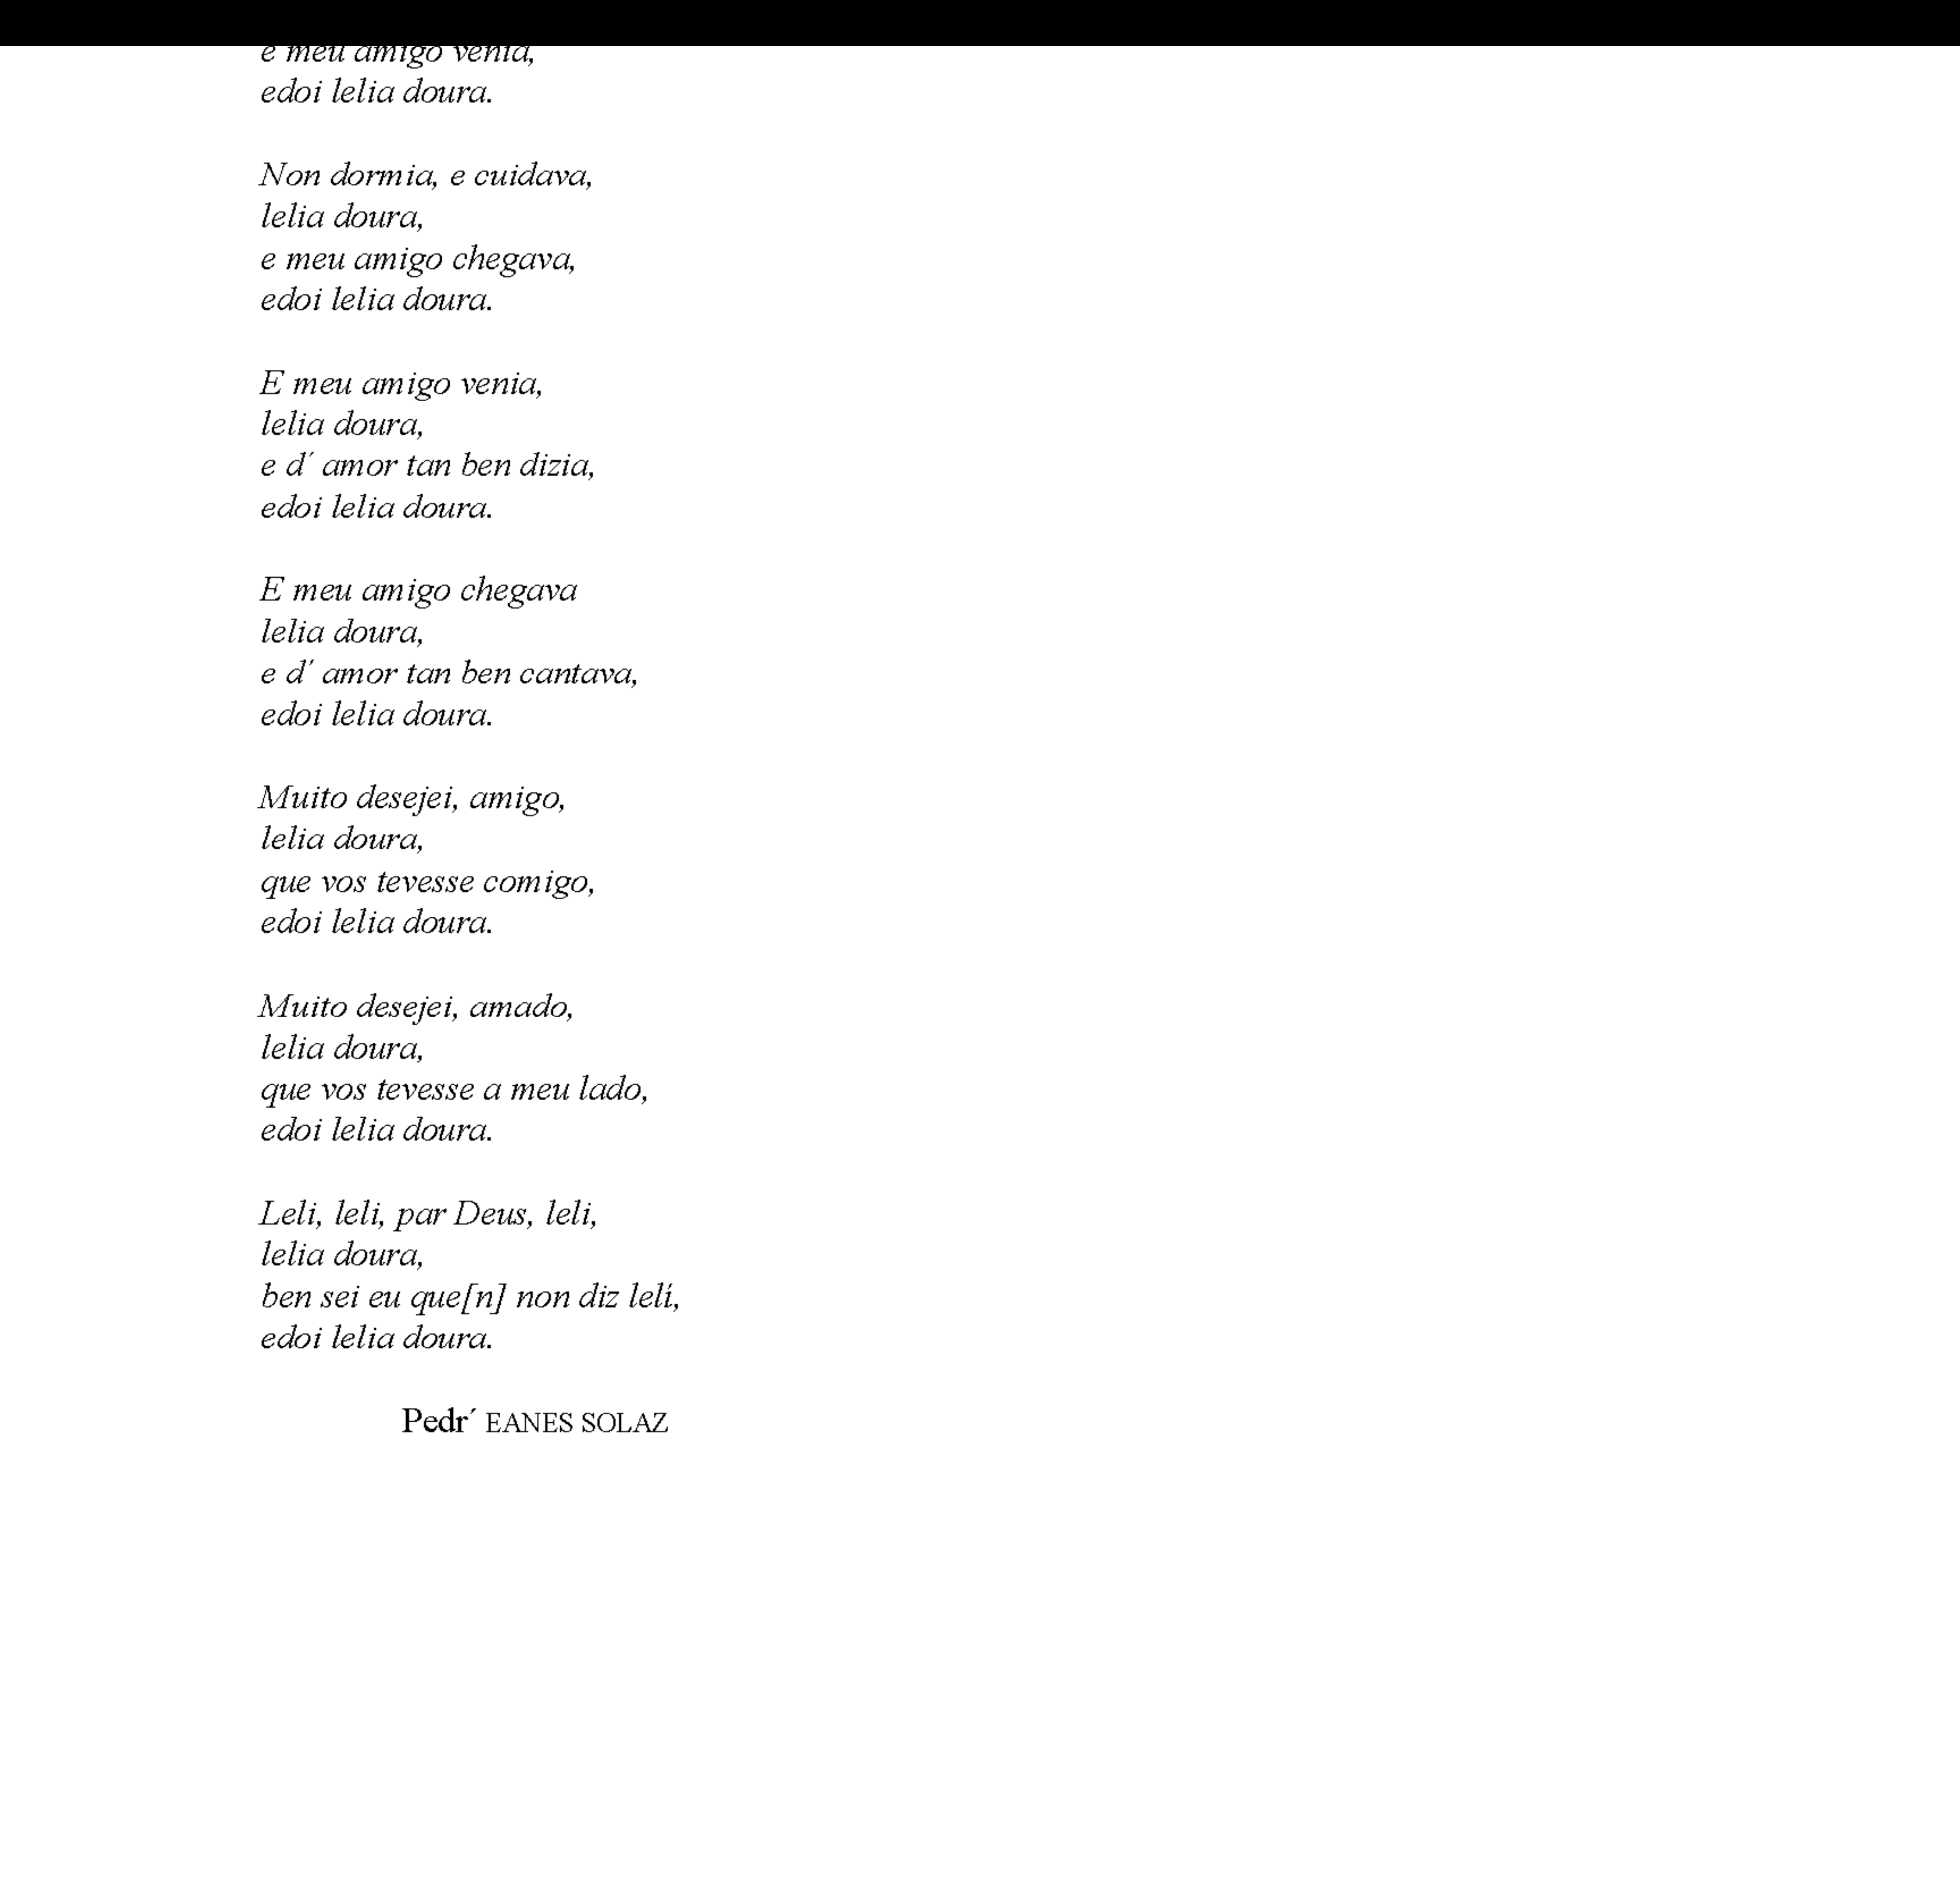 e meu amigo venia,
edoi lelia doura.
Non dormia, e cuidava,
lelia doura,
e meu amigo chegava,
edoi lelia doura.
E meu amigo venia,
lelia doura,
e d´ amor tan ben dizia,
edoi lelia doura.
E meu amigo chegava
lelia doura,
e d´ amor tan ben cantava,
edoi lelia doura.
Muito desejei, amigo,
lelia doura,
que vos tevesse comigo,
edoi lelia doura.
Muito desejei, amado,
lelia doura,
que vos tevesse a meu lado,
edoi lelia doura.
Leli, leli, par Deus, leli,
lelia doura,
ben sei eu que[n] non diz lelí,
edoi lelia doura.
Pedr´ EANES SOLAZ